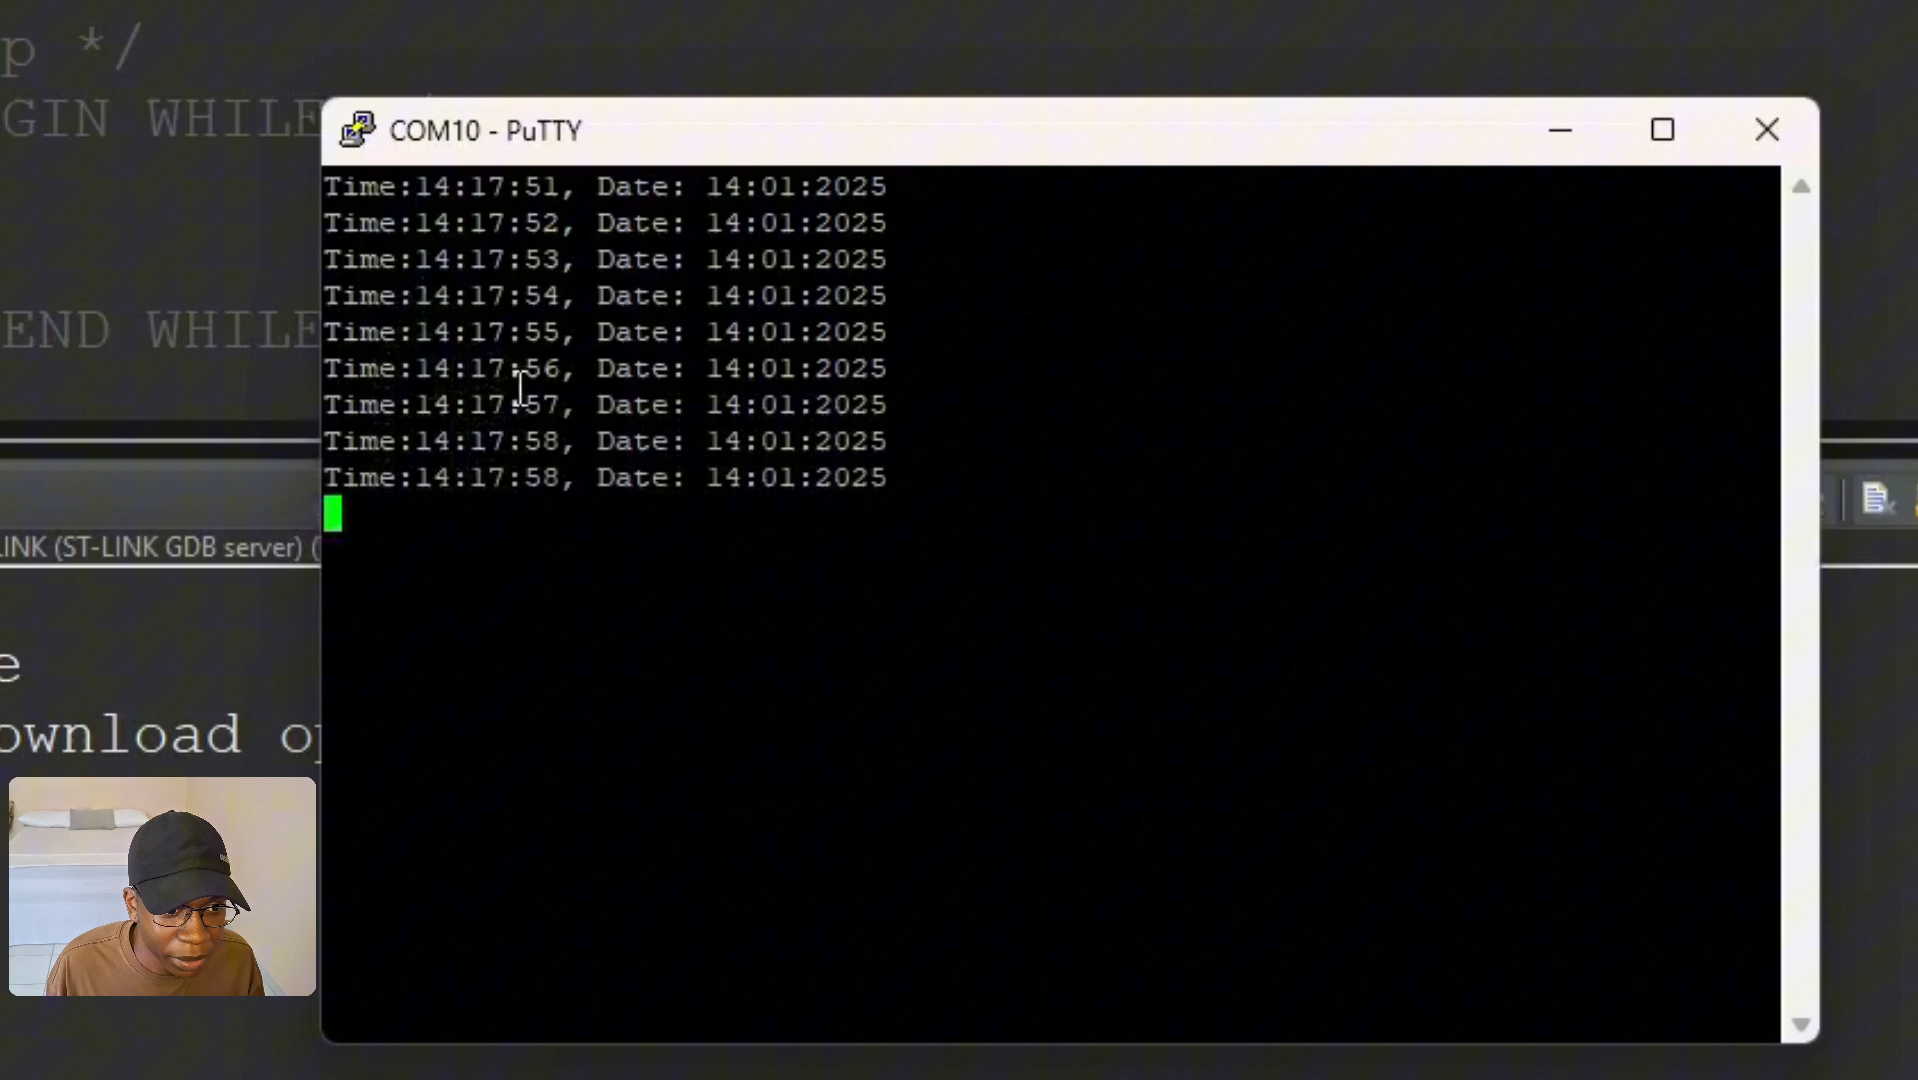 p */
GIN WHILE
END WHILE
COM10 - PuTTY
Time:14:17:51, Date: 14:01:2025
Time:14:17:52, Date: 14:01:2025
Time:14:17:53, Date: 14:01:2025
Time:14:17:54, Date: 14:01:2025
Time:14:17:55, Date: 14:01:2025
Time:14:17:56, Date: 14:01:2025
Time:14:17:57, Date: 14:01:2025
Time:14:17:58, Date: 14:01:2025
Time:14:17:58, Date: 14:01:2025
LINK (ST-LINK GDB server) (
e
ownload op